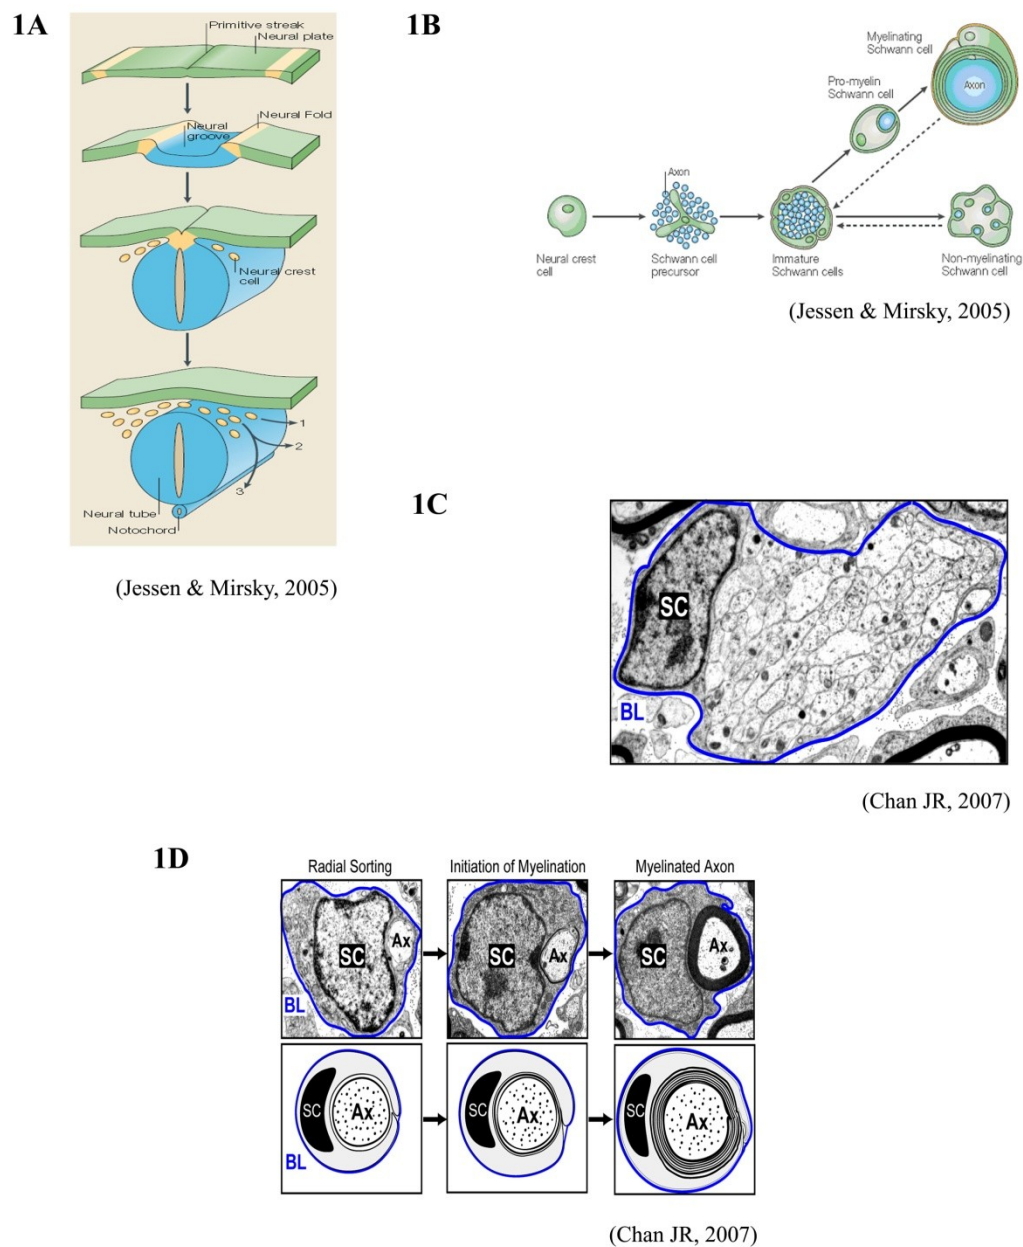 1A
Primitive streak
Neural plate
Neural Fold
Neural
groove
Neural crest
cell
1
2
3
Neural tube
Notochord
(Jessen & Mirsky, 2005)
1B
Myelinating
Schwann cell
Pro-myelin
Schwann cell
Axon
Axon
Neural crest
cell
Schwann cell
precursor
Immature
Schwann cells
Non-myelinating
Schwann cell
(Jessen & Mirsky, 2005)
1C
SC
BL
(Chan JR, 2007)
1D
Radial Sorting
Initiation of Myelination
Myelinated Axon
SC
Ax
BL
SC
Ax
SC
Ax
SC
Ax
BL
SC
Ax
SC
Ax
(Chan JR, 2007)